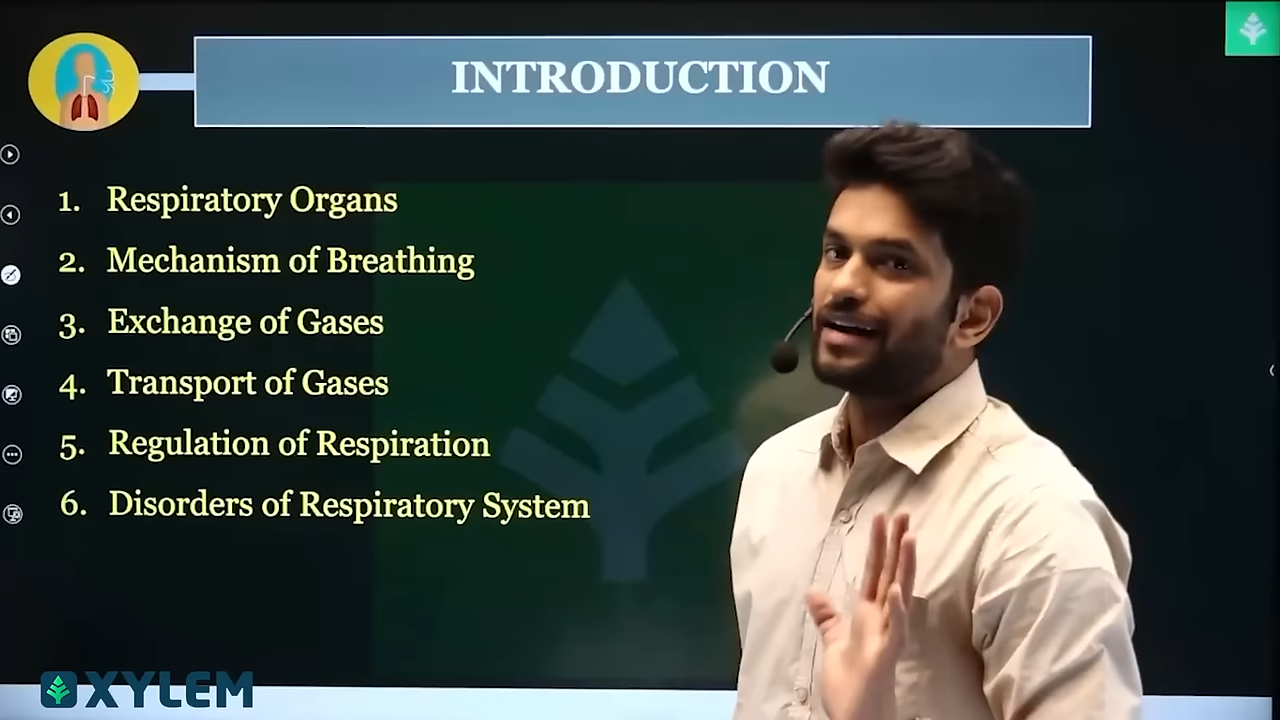 INTRODUCTION
1. Respiratory Organs
2. Mechanism of Breathing
3. Exchange of Gases
4. Transport of Gases
5. Regulation of Respiration
6. Disorders of Respiratory System
XYLEM